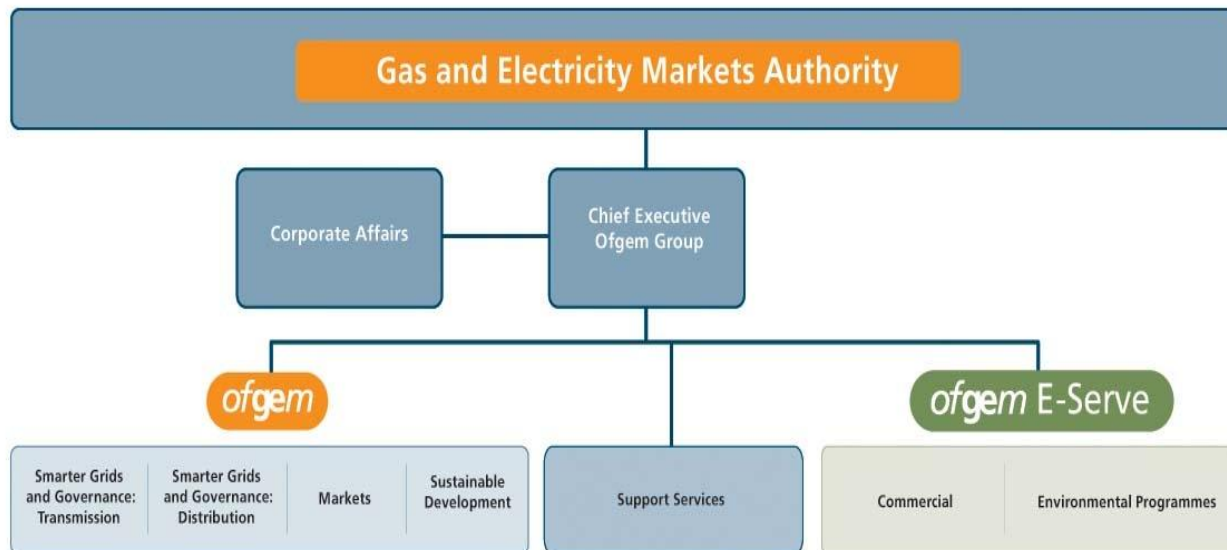 Gas and Electricity Markets Authority
Corporate Affairs
Chief Executive
Ofgem Group
ofgem
ofgem E-Serve
Smarter Grids
and Governance:
Transmission
Smarter Grids
and Governance:
Distribution
Markets
Sustainable
Development
Support Services
Commercial
Environmental Programmes